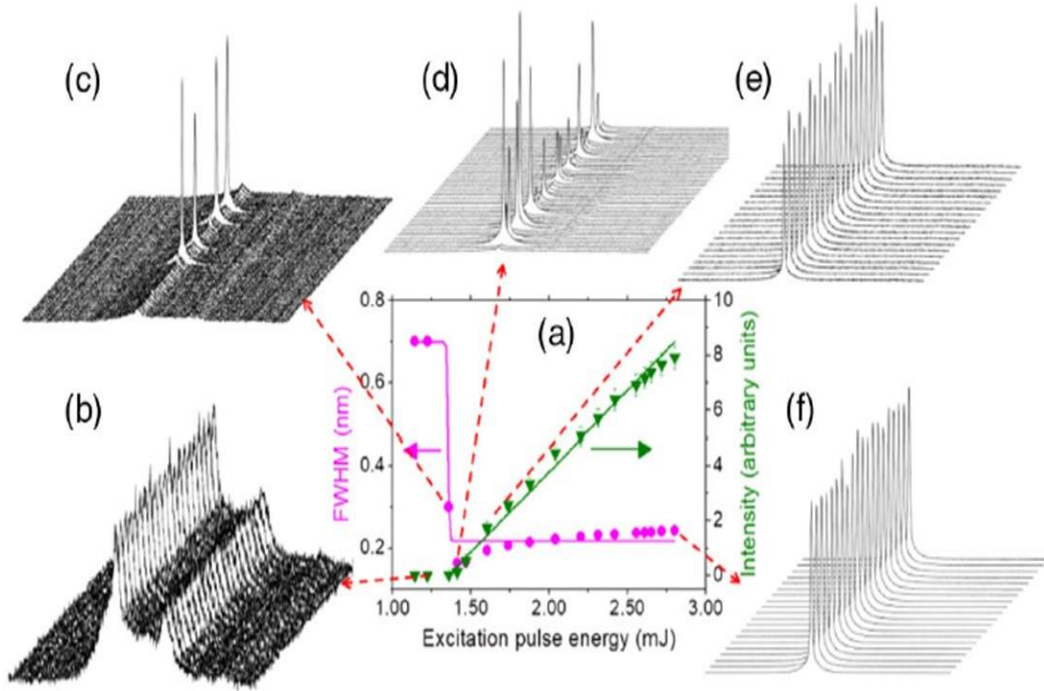 (c)
(d)
(e)
(b)
(f)
(a)
0.8
0.6
0.4
0.2
FWHM (nm)
10
8
6
4
2
0
Intensity (arbitrary units)
1.00 1.50 2.00 2.50 3.00
Excitation pulse energy (mJ)